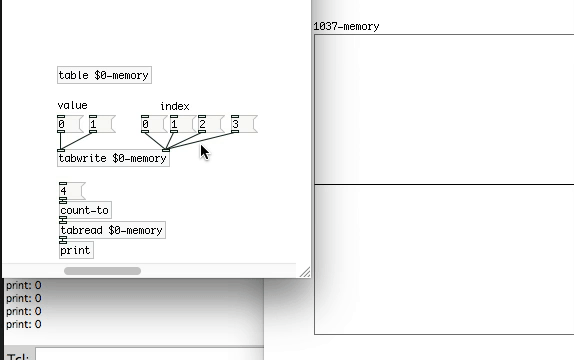 1037-memory
table $0-memory
value index
0 1 0 1 2 3
tabwrite $0-memory
4
count-to
tabread $0-memory
print
print: 0
print: 0
print: 0
print: 0
Tcl: